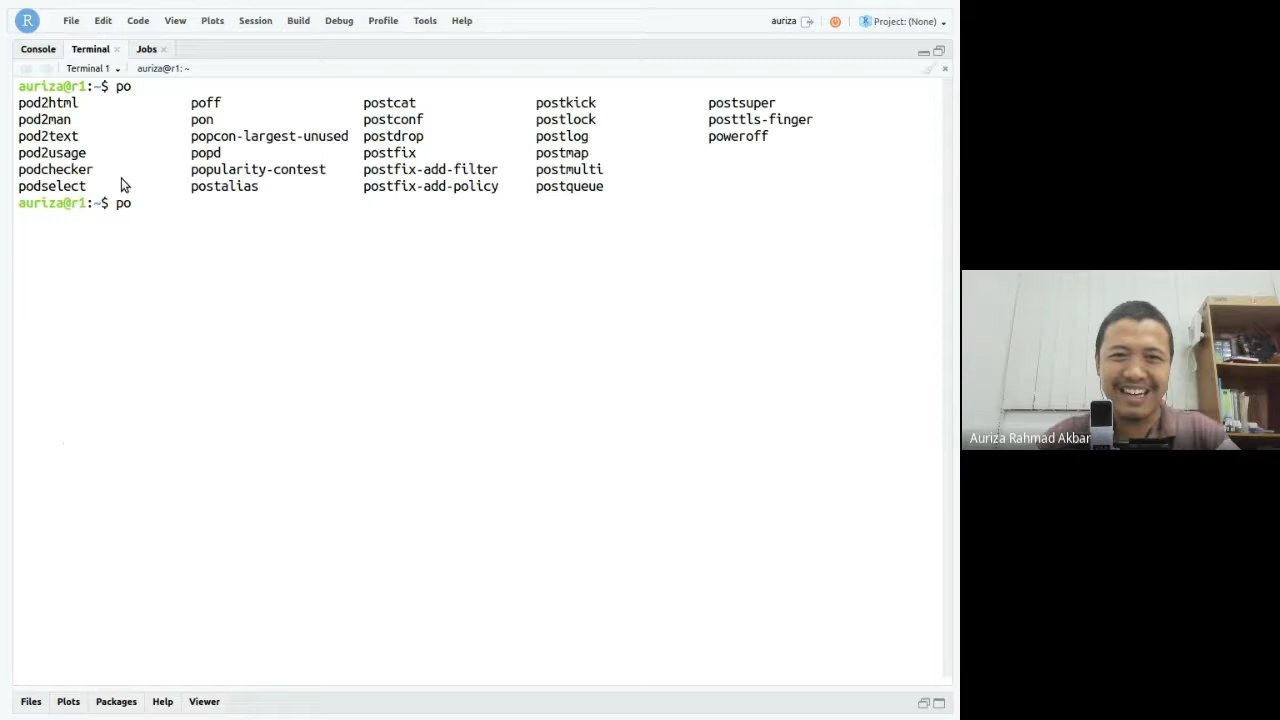 R File Edit Code View Plots Session Build Debug Profile Tools Help auriza R Project: (None)
Console Terminal Jobs
Terminal 1 auriza@r1: ~
auriza@r1:~$ po
pod2html poff postcat postkick postsuper
pod2man pon postconf postlock posttls-finger
pod2text popcon-largest-unused postdrop postlog poweroff
pod2usage popd postfix postmap
podchecker popularity-contest postfix-add-filter postmulti
podselect postalias postfix-add-policy postqueue
auriza@r1:~$ po
Auriza Rahmad Akbar
Files Plots Packages Help Viewer